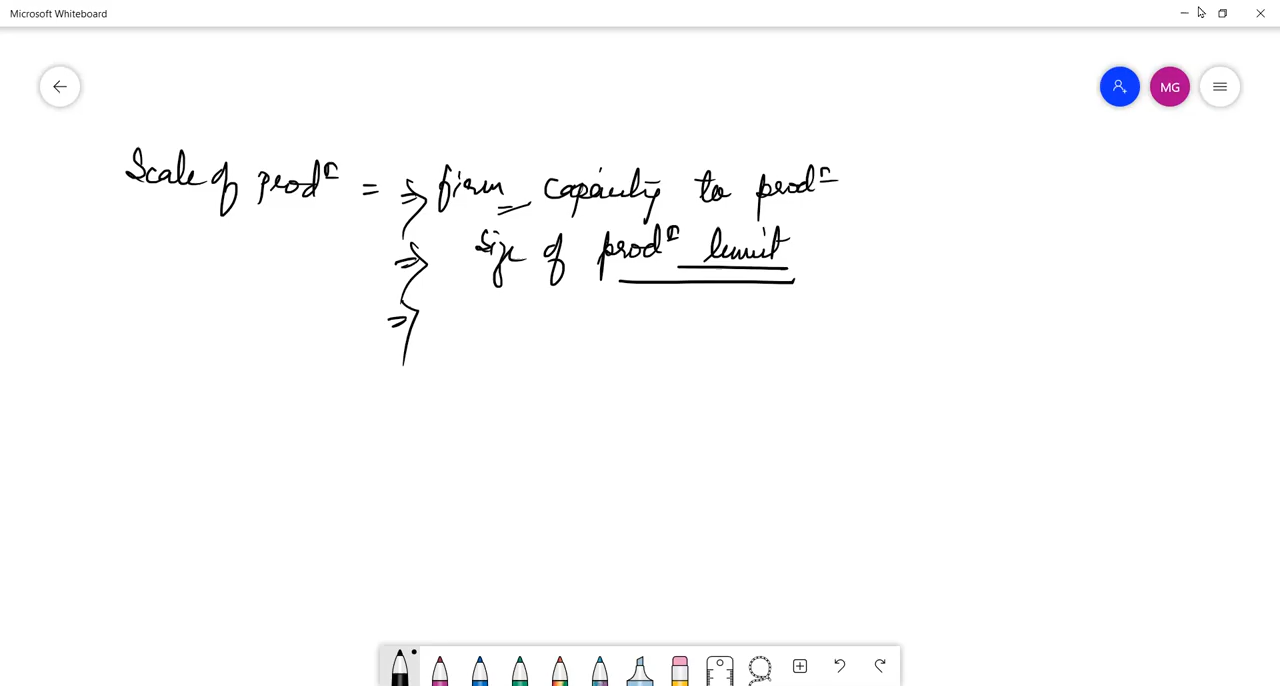 Microsoft Whiteboard
MG
Scale of prodⁿ = ⇒ firm capacity to prodⁿ
⇒ Size of prodⁿ limit
⇒